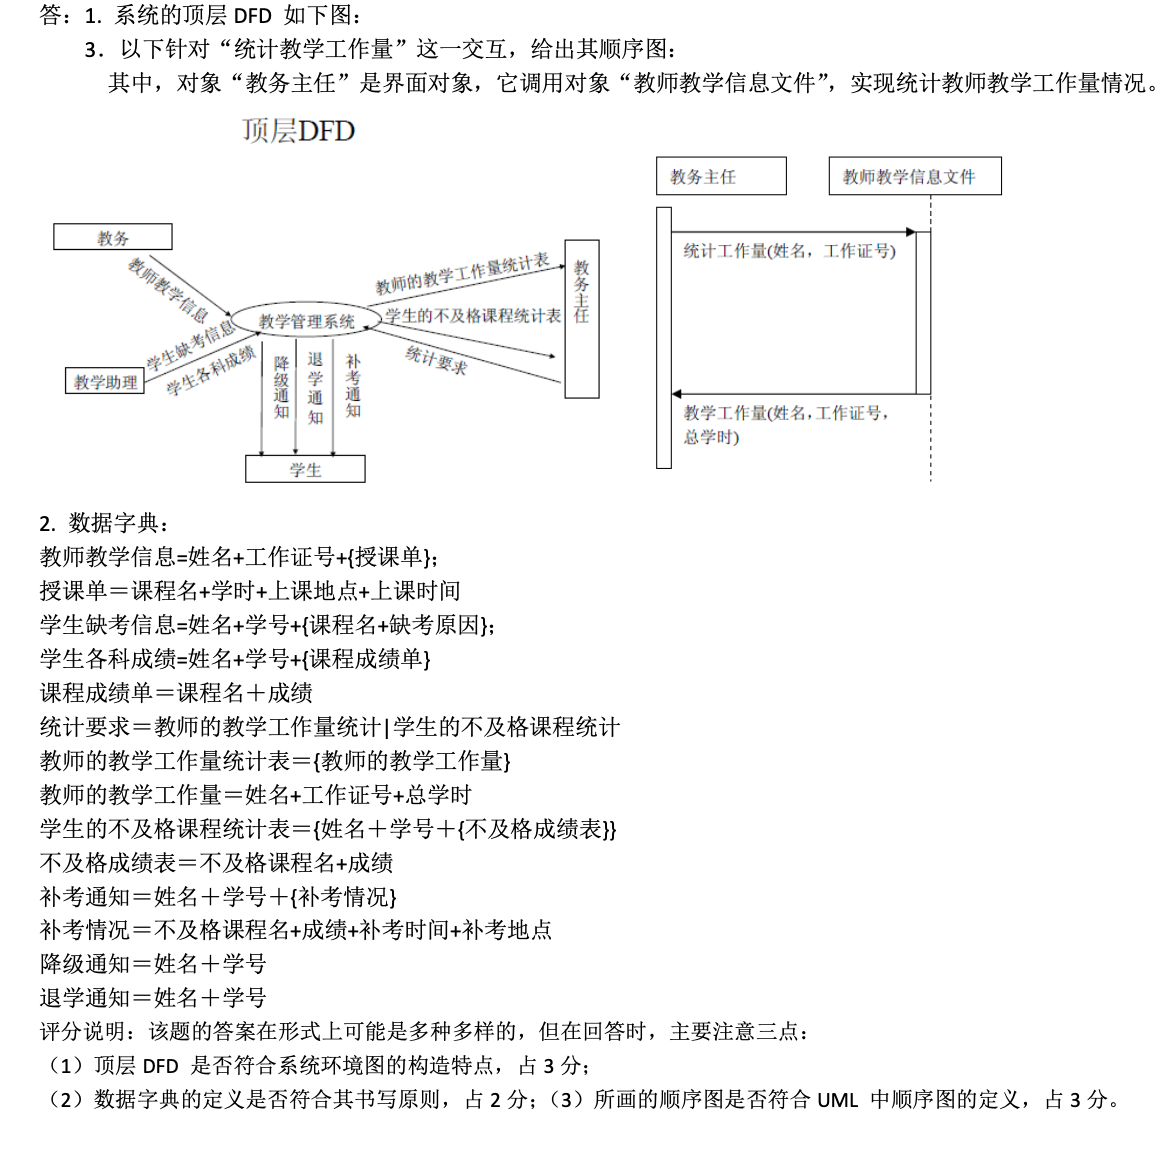 答：1. 系统的顶层 DFD 如下图：
3．以下针对“统计教学工作量”这一交互，给出其顺序图：
其中，对象“教务主任”是界面对象，它调用对象“教师教学信息文件”，实现统计教师教学工作量情况。
顶层DFD
教务
教师教学信息
教学助理
学生缺考信息
学生各科成绩
教学管理系统
教师的教学工作量统计表
学生的不及格课程统计表
统计要求
教务主任
降级通知
退学通知
补考通知
学生
教务主任
教师教学信息文件
统计工作量(姓名，工作证号)
教学工作量(姓名,工作证号,
总学时)
2. 数据字典：
教师教学信息=姓名+工作证号+{授课单};
授课单＝课程名+学时+上课地点+上课时间
学生缺考信息=姓名+学号+{课程名+缺考原因};
学生各科成绩=姓名+学号+{课程成绩单}
课程成绩单＝课程名＋成绩
统计要求＝教师的教学工作量统计|学生的不及格课程统计
教师的教学工作量统计表＝{教师的教学工作量}
教师的教学工作量＝姓名+工作证号+总学时
学生的不及格课程统计表＝{姓名＋学号＋{不及格成绩表}}
不及格成绩表＝不及格课程名+成绩
补考通知＝姓名＋学号＋{补考情况}
补考情况＝不及格课程名+成绩+补考时间+补考地点
降级通知＝姓名＋学号
退学通知＝姓名＋学号
评分说明：该题的答案在形式上可能是多种多样的，但在回答时，主要注意三点：
（1）顶层 DFD 是否符合系统环境图的构造特点，占 3 分；
（2）数据字典的定义是否符合其书写原则，占 2 分；（3）所画的顺序图是否符合 UML 中顺序图的定义，占 3 分。